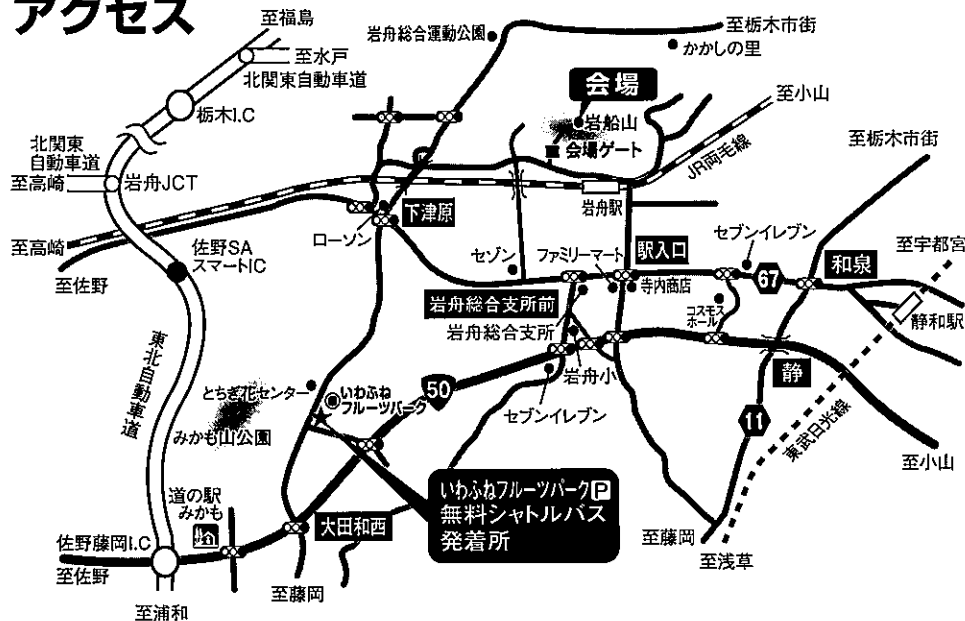 アクセス
至福島
至水戸
北関東自動車道
栃木I.C
北関東
自動車道
至高崎
岩舟JCT
至高崎
至佐野
佐野SA
スマートIC
東北自動車道
岩舟総合運動公園
至栃木市街
かかしの里
会場
岩船山
会場ゲート
至小山
JR両毛線
岩舟駅
至栃木市街
下津原
ローソン
セゾン
ファミリーマート
駅入口
セブンイレブン
67
和泉
至宇都宮
岩舟総合支所前
寺内商店
コスモス
ホール
静和駅
岩舟総合支所
岩舟小
静
50
セブンイレブン
11
東武日光線
至小山
とちぎ花センター
いわふね
フルーツパーク
みかも山公園
道の駅
みかも
いわふねフルーツパークP
無料シャトルバス
発着所
大田和西
佐野藤岡I.C
至佐野
至藤岡
至浦和
至藤岡
至浅草